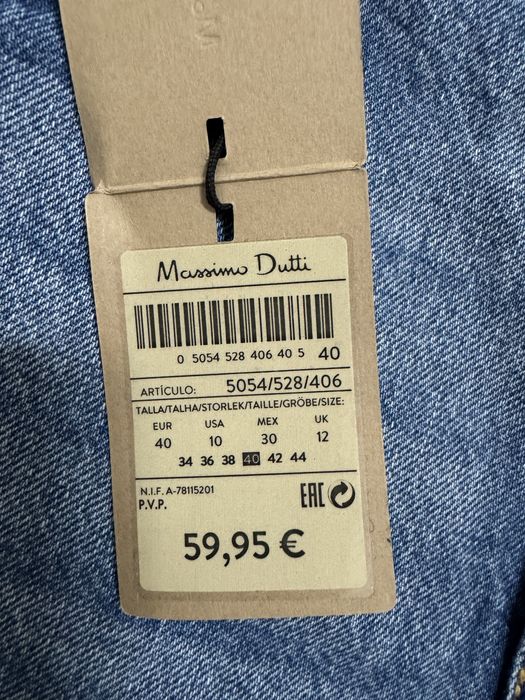 Massimo Dutti
0 5054 528 406 40 5 40
ARTÍCULO: 5054/528/406
TALLA/TALHA/STORLEK/TAILLE/GRÖBE/SIZE:
EUR USA MEX UK
40 10 30 12
34 36 38 40 42 44
N.I.F. A-78115201
P.V.P.
EAC
59,95 €